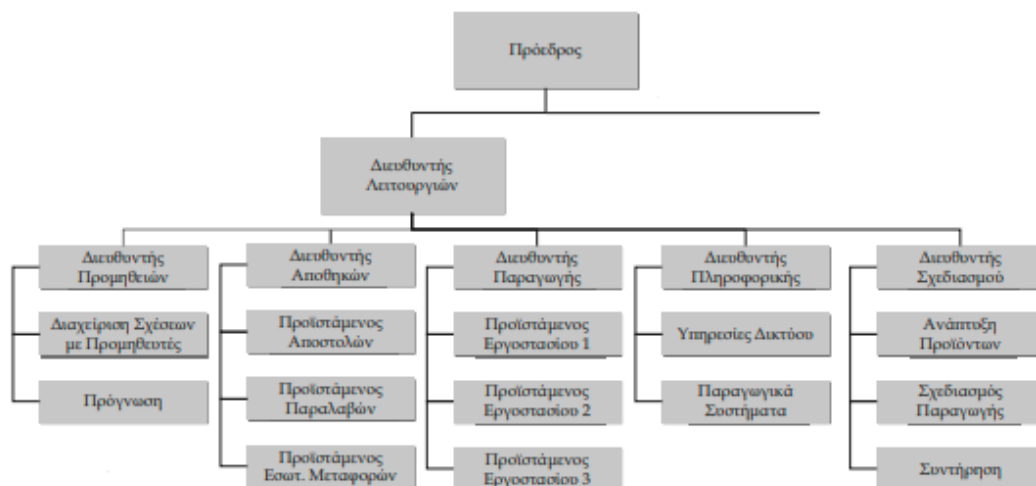 Πρόεδρος
Διευθυντής
Λειτουργιών
Διευθυντής
Προμηθειών
Διευθυντής
Αποθηκών
Διευθυντής
Παραγωγής
Διευθυντής
Πληροφορικής
Διευθυντής
Σχεδιασμού
Διαχείριση Σχέσεων
με Προμηθευτές
Προϊστάμενος
Αποστολών
Προϊστάμενος
Εργοστασίου 1
Υπηρεσίες Δικτύου
Ανάπτυξη
Προϊόντων
Πρόγνωση
Προϊστάμενος
Παραλαβών
Προϊστάμενος
Εργοστασίου 2
Παραγωγικά
Συστήματα
Σχεδιασμός
Παραγωγής
Προϊστάμενος
Εσωτ. Μεταφορών
Προϊστάμενος
Εργοστασίου 3
Συντήρηση